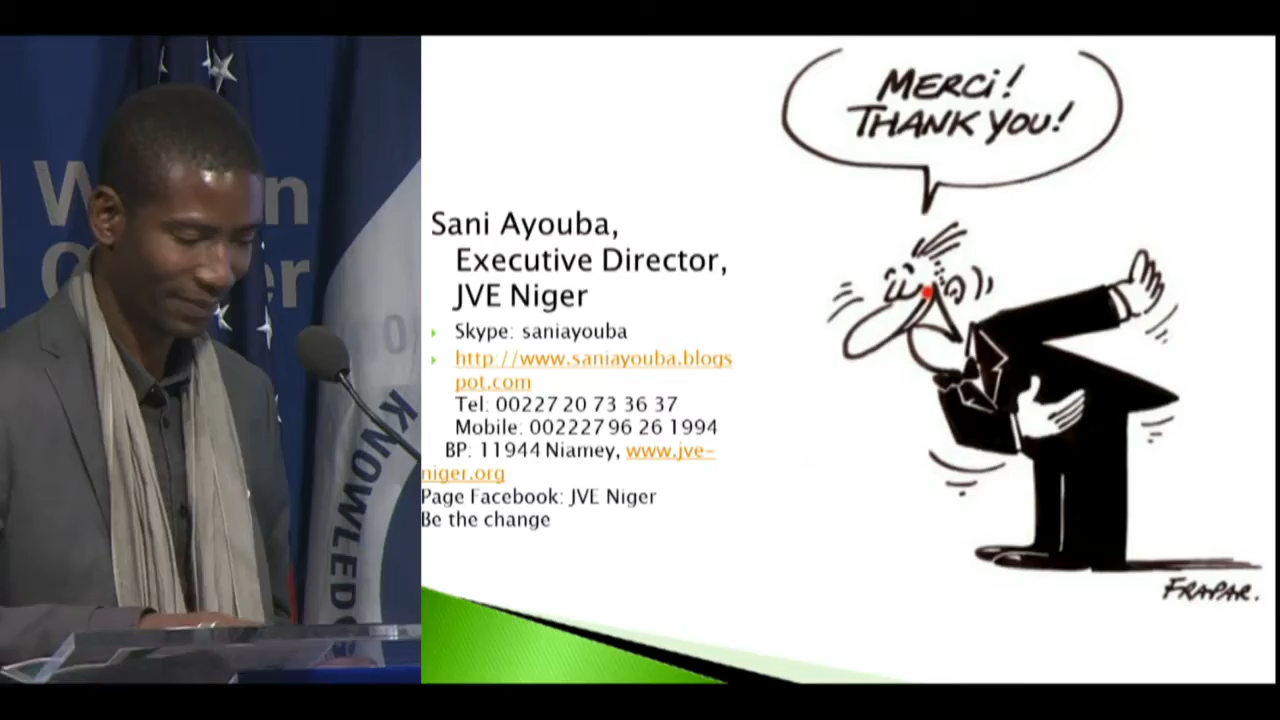 MERCi!
THANK YOU!
Sani Ayouba,
Executive Director,
JVE Niger
Skype: saniayouba
http://www.saniayouba.blogs
pot.com
Tel: 00227 20 73 36 37
Mobile: 00222796 26 1994
BP: 11944 Niamey, www.jve-
niger.org
Page Facebook: JVE Niger
Be the change
FRAPAR.
KNOWLED